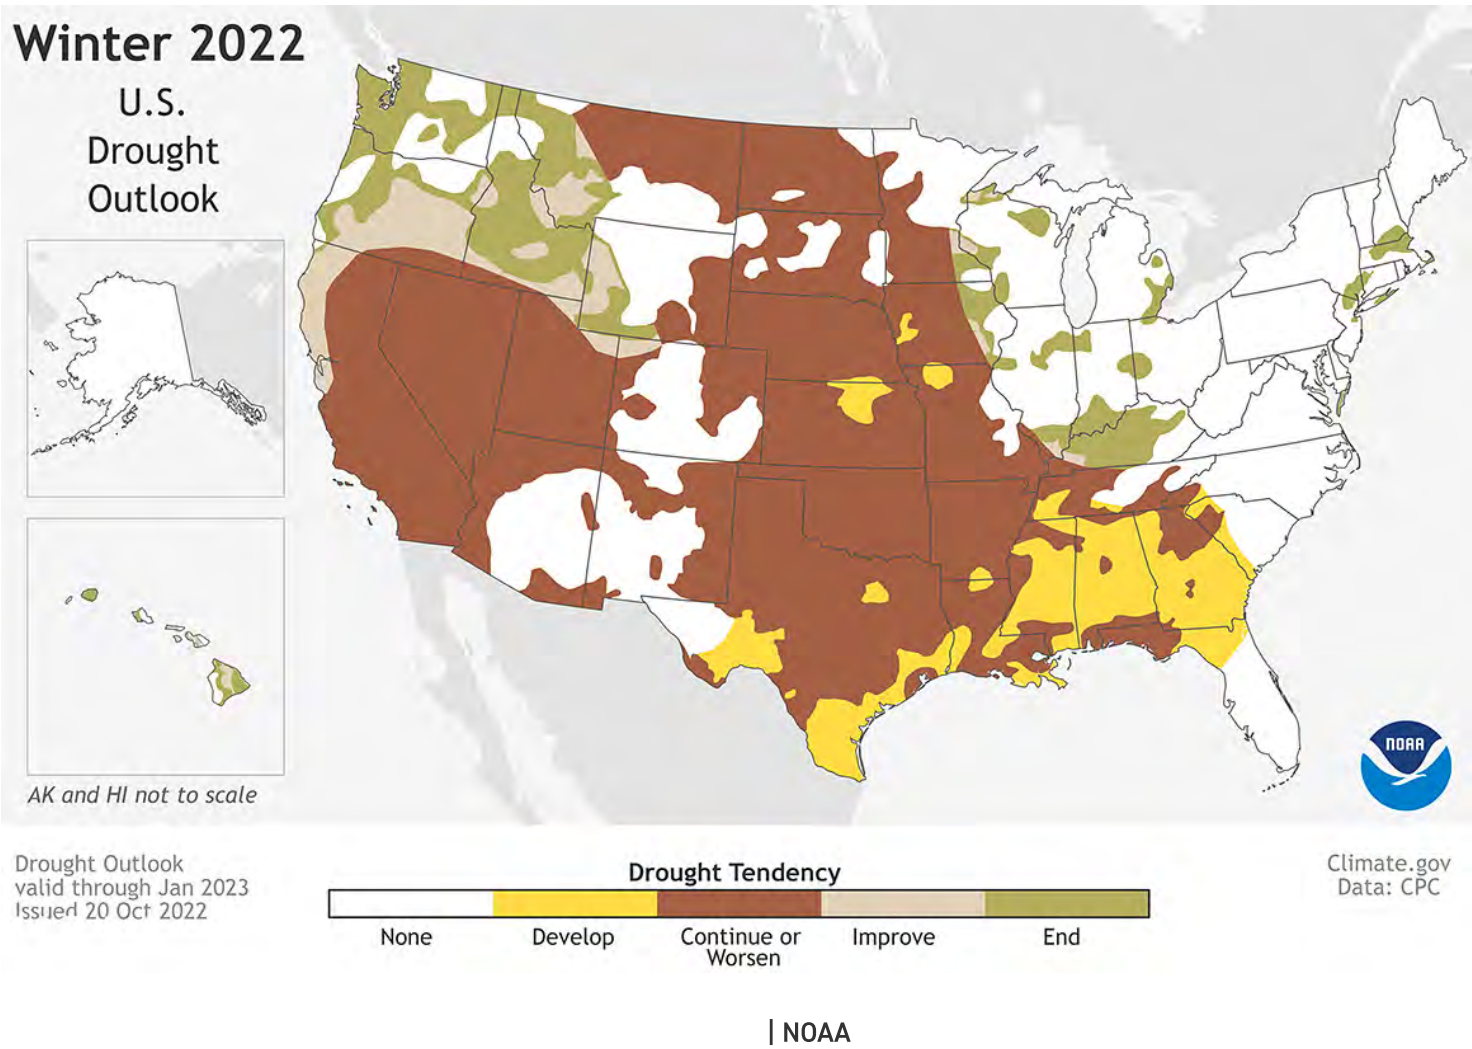 Winter 2022
U.S.
Drought
Outlook
AK and HI not to scale
NOAA
Drought Outlook
valid through Jan 2023
Issued 20 Oct 2022
Drought Tendency
None
Develop
Continue or
Worsen
Improve
End
Climate.gov
Data: CPC
| NOAA